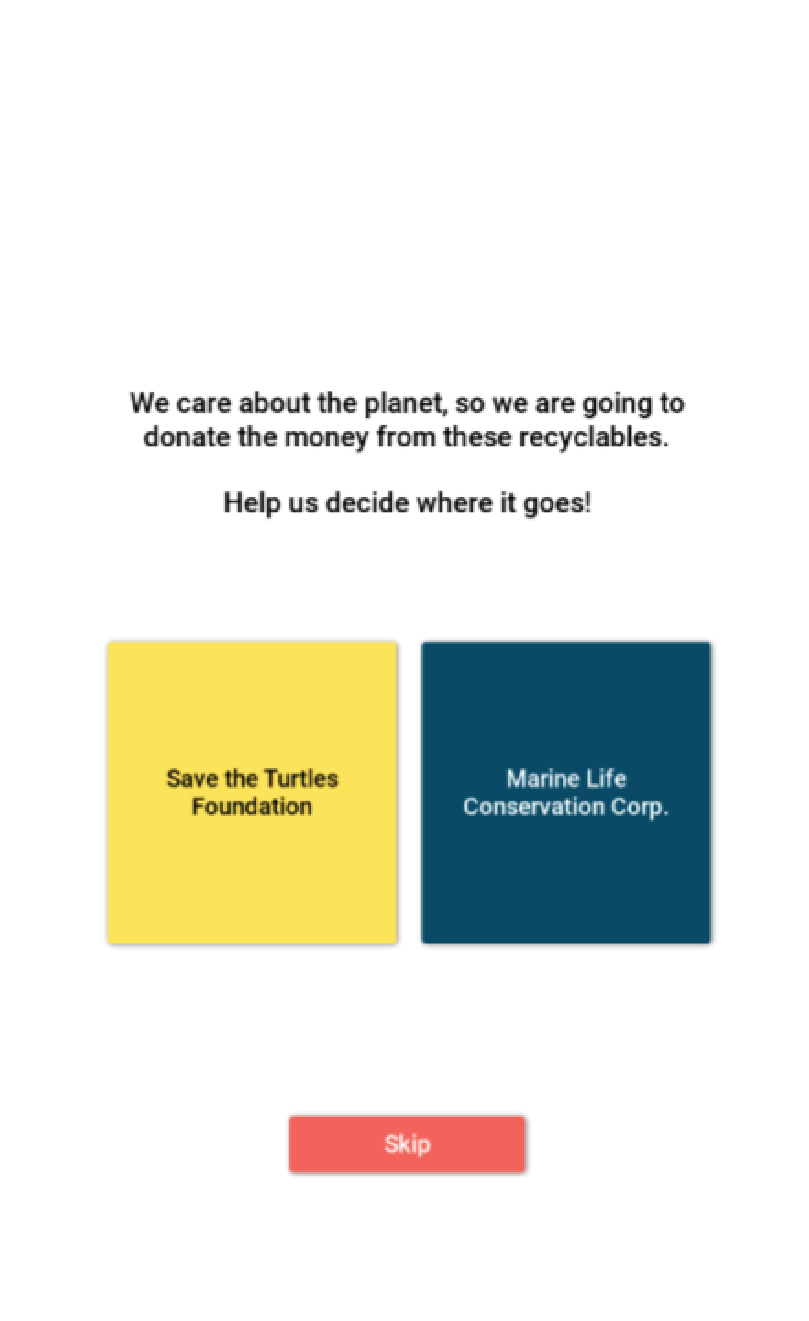 We care about the planet, so we are going to
donate the money from these recyclables.
Help us decide where it goes!
Save the Turtles
Foundation
Marine Life
Conservation Corp.
Skip